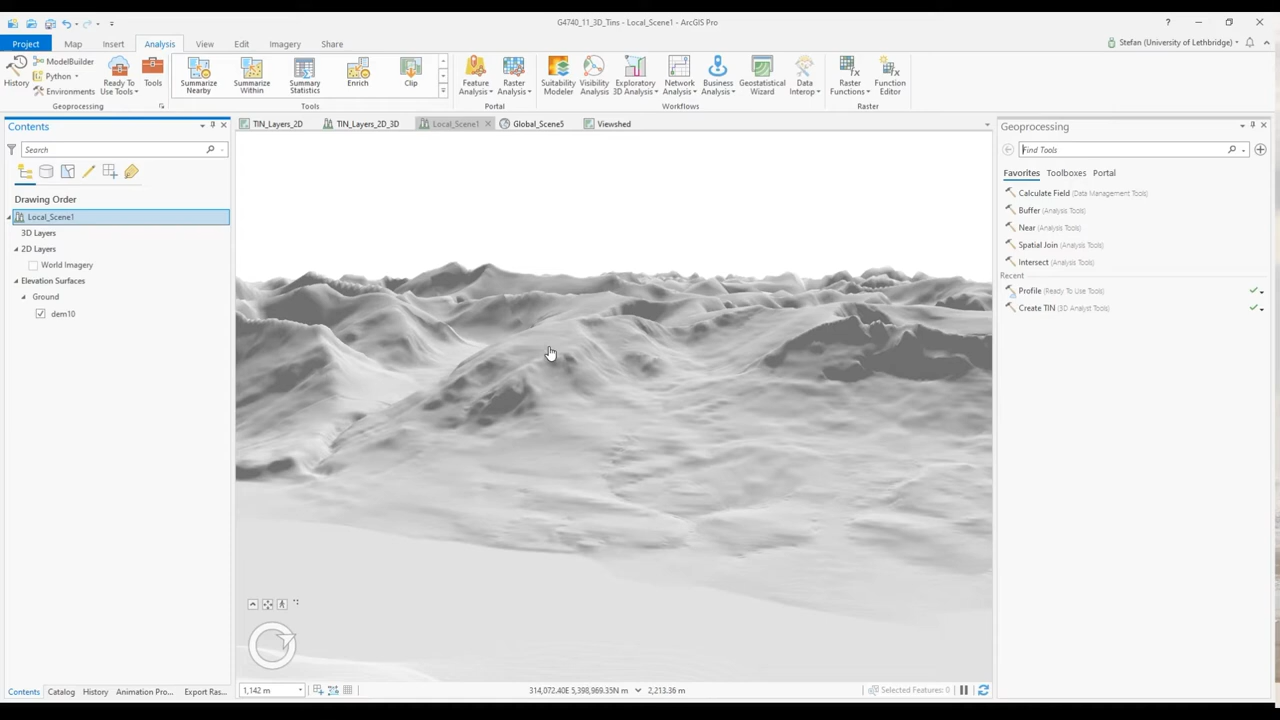 G4740_11_3D_Tins - Local_Scene1 - ArcGIS Pro
Stefan (University of Lethbridge)
Project Map Insert Analysis View Edit Imagery Share
History
ModelBuilder
Python
Environments
Ready To Use Tools
Tools
Geoprocessing
Summarize Nearby
Summarize Within
Summary Statistics
Enrich
Clip
Tools
Feature Analysis
Raster Analysis
Portal
Suitability Modeler
Visibility Analysis
Exploratory 3D Analysis
Network Analysis
Business Analysis
Geostatistical Wizard
Data Interop
Workflows
Raster Functions
Function Editor
Raster
Contents
Search
Drawing Order
Local_Scene1
3D Layers
2D Layers
World Imagery
Elevation Surfaces
Ground
dem10
Contents Catalog History Animation Pro... Export Ras...
TIN_Layers_2D TIN_Layers_2D_3D Local_Scene1 Global_Scene5 Viewshed
1,142 m
314,072.40E 5,398,969.35N m
2,213.36 m
Selected Features: 0
Geoprocessing
Find Tools
Favorites Toolboxes Portal
Calculate Field (Data Management Tools)
Buffer (Analysis Tools)
Near (Analysis Tools)
Spatial Join (Analysis Tools)
Intersect (Analysis Tools)
Recent
Profile (Ready To Use Tools)
Create TIN (3D Analyst Tools)